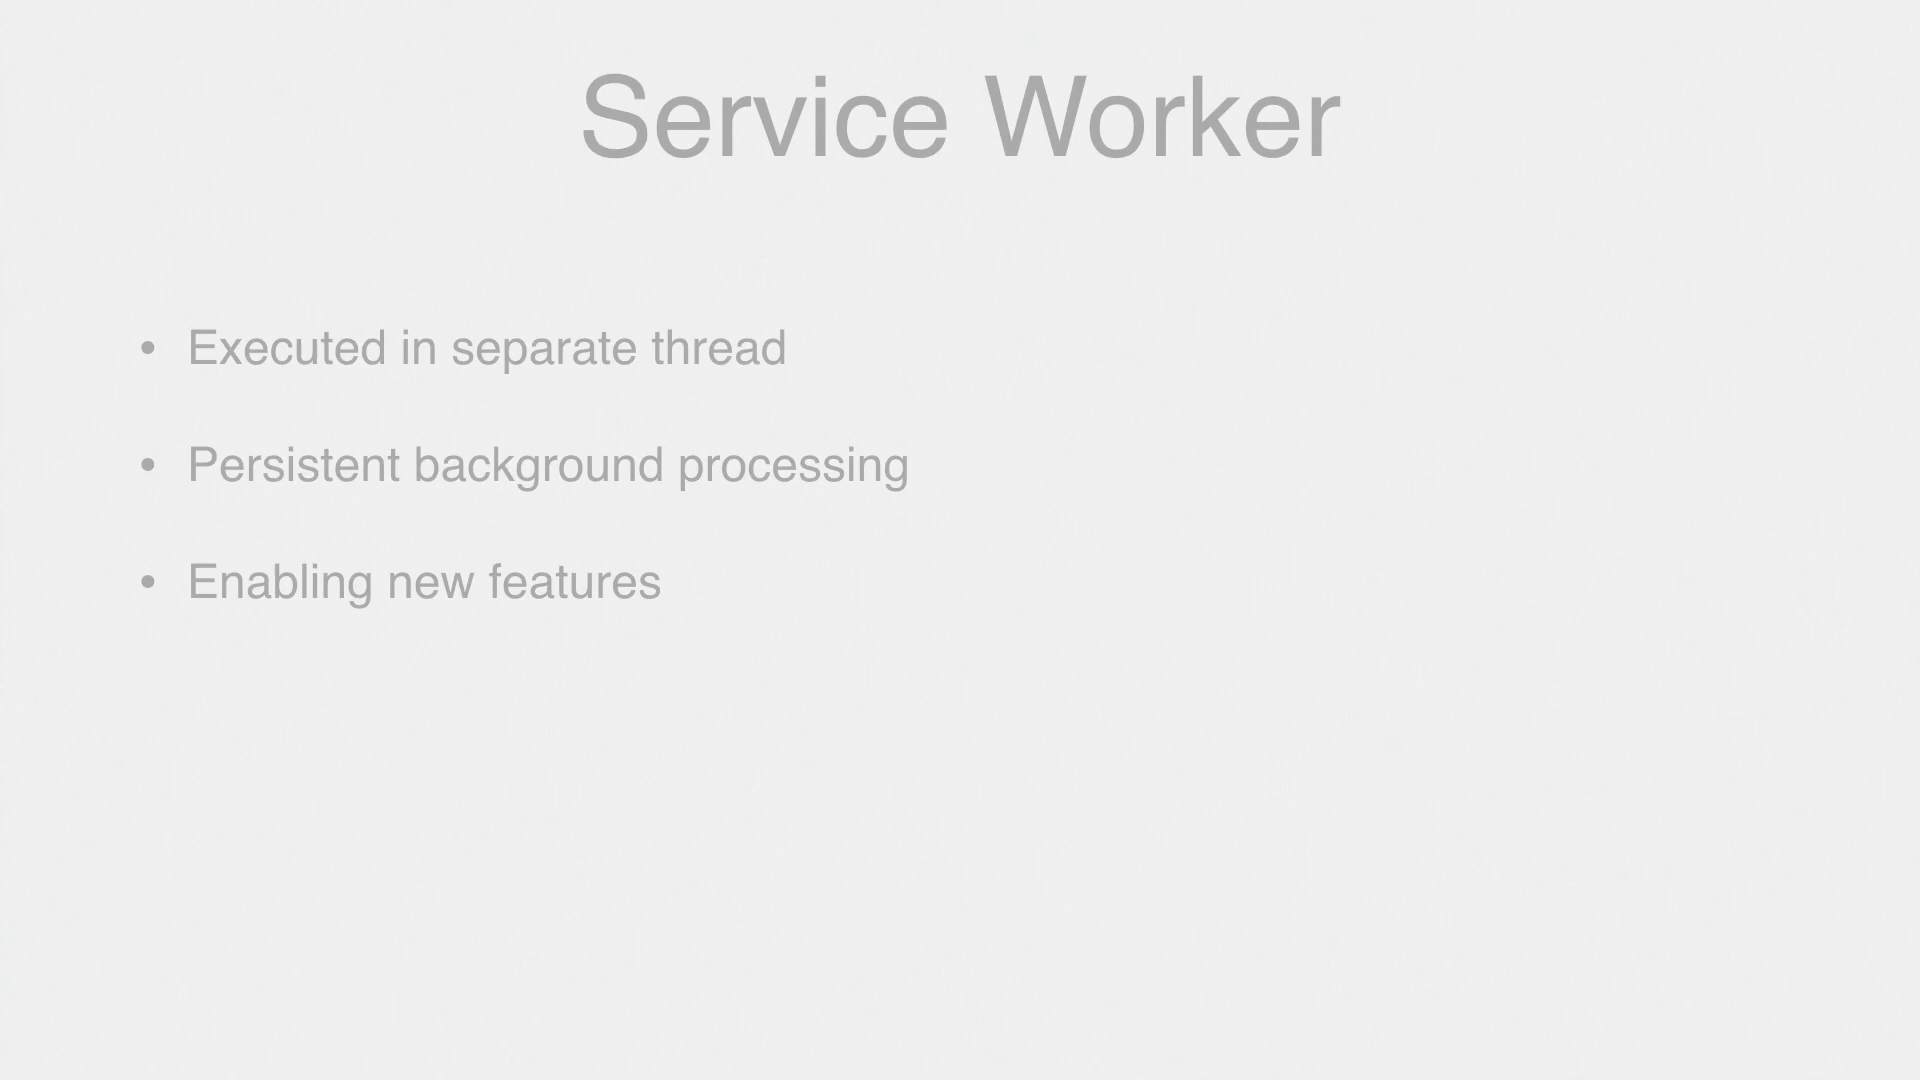 Service Worker
• Executed in separate thread
• Persistent background processing
• Enabling new features